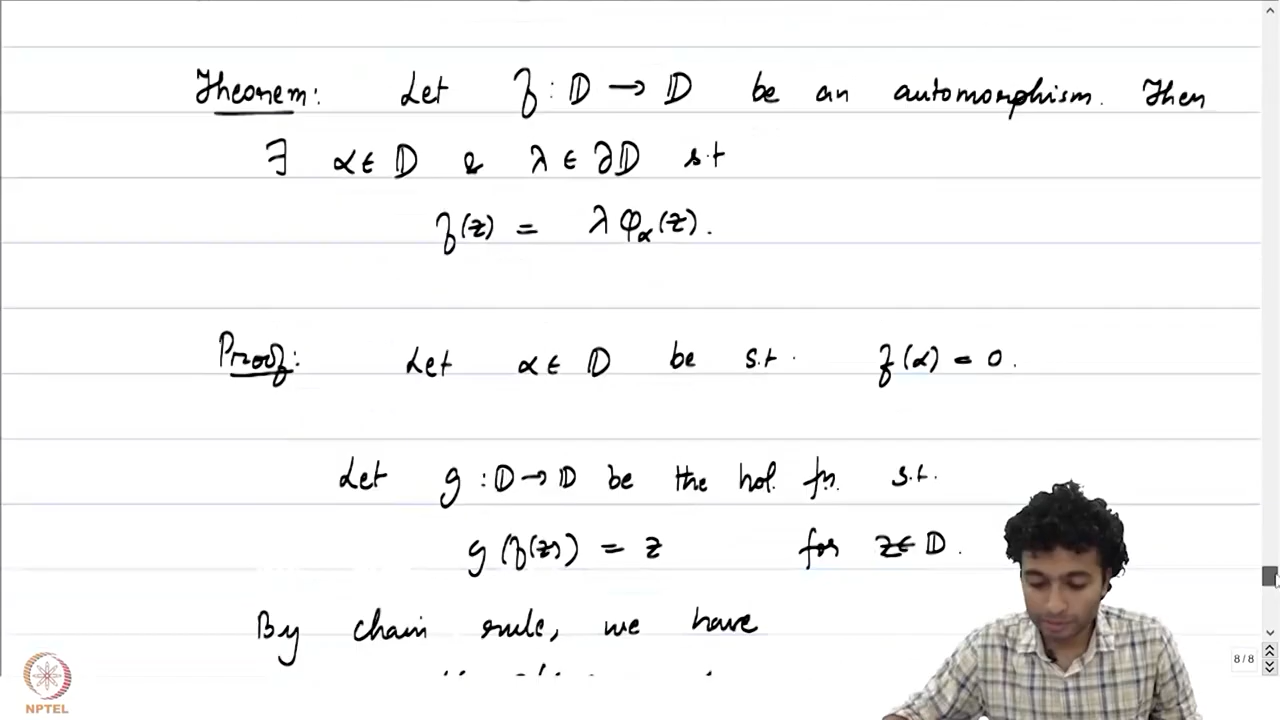 Theorem: Let f : 𝔻 → 𝔻 be an automorphism. Then
∃ α ∈ 𝔻 & λ ∈ ∂𝔻 s.t
f(z) = λ φ_α(z).
Proof: Let α ∈ 𝔻 be s.t. f(α) = 0.
Let g : 𝔻 → 𝔻 be the hol. fn. s.t.
g(f(z)) = z for z ∈ 𝔻.
By chain rule, we have
8 / 8
NPTEL